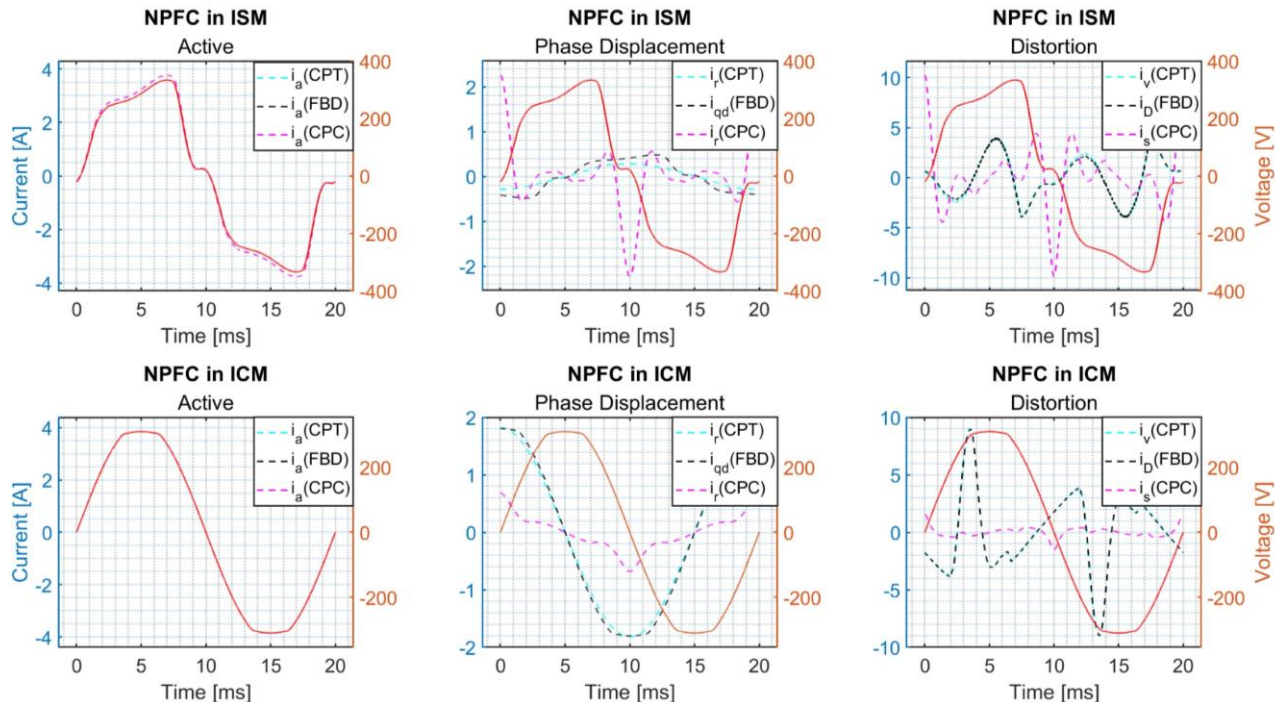 NPFC in ISM
Active
4
2
0
-2
-4
Current [A]
400
200
0
-200
-400
i_a(CPT)
i_a(FBD)
i_a(CPC)
0 5 10 15 20
Time [ms]
NPFC in ISM
Phase Displacement
2
1
0
-1
-2
400
200
0
-200
-400
i_r(CPT)
i_qd(FBD)
i_r(CPC)
0 5 10 15 20
Time [ms]
NPFC in ISM
Distortion
10
5
0
-5
-10
400
200
0
-200
-400
Voltage [V]
i_v(CPT)
i_D(FBD)
i_s(CPC)
0 5 10 15 20
Time [ms]
NPFC in ICM
Active
4
2
0
-2
-4
Current [A]
200
0
-200
i_a(CPT)
i_a(FBD)
i_a(CPC)
0 5 10 15 20
Time [ms]
NPFC in ICM
Phase Displacement
2
1
0
-1
-2
200
0
-200
i_r(CPT)
i_qd(FBD)
i_r(CPC)
0 5 10 15 20
Time [ms]
NPFC in ICM
Distortion
10
5
0
-5
-10
200
0
-200
Voltage [V]
i_v(CPT)
i_D(FBD)
i_s(CPC)
0 5 10 15 20
Time [ms]